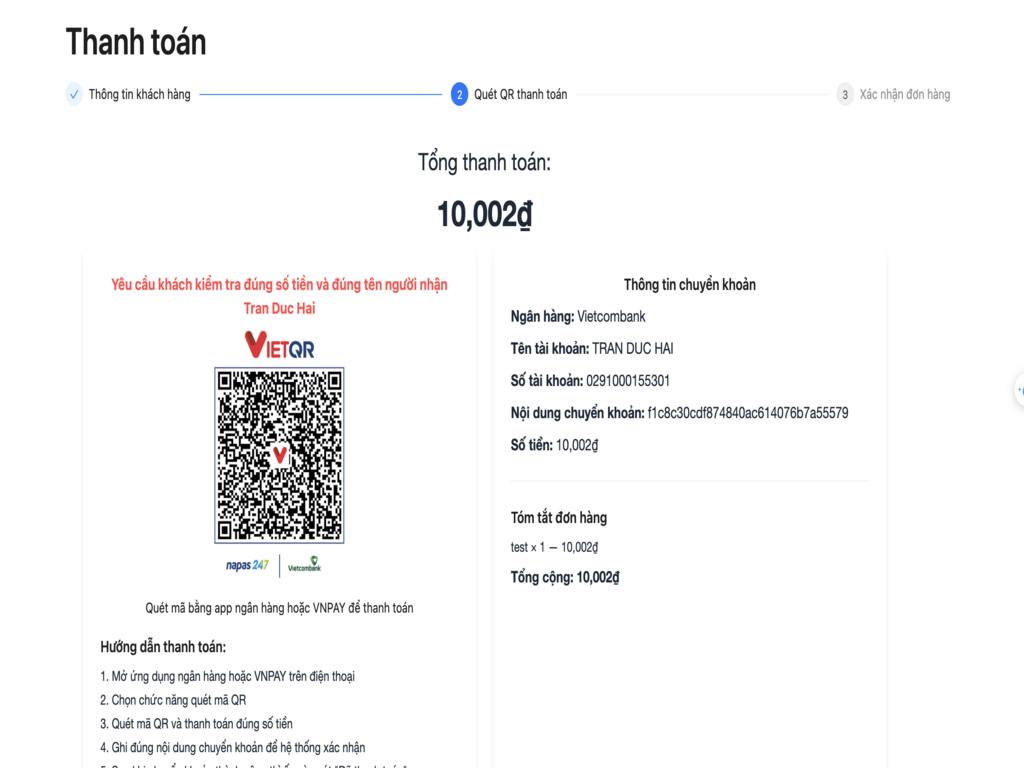 Thanh toán
Thông tin khách hàng
2 Quét QR thanh toán
3 Xác nhận đơn hàng
Tổng thanh toán:
10,002₫
Yêu cầu khách kiểm tra đúng số tiền và đúng tên người nhận
Tran Duc Hai
VIETQR
napas 247
Vietcombank
Quét mã bằng app ngân hàng hoặc VNPAY để thanh toán
Hướng dẫn thanh toán:
1. Mở ứng dụng ngân hàng hoặc VNPAY trên điện thoại
2. Chọn chức năng quét mã QR
3. Quét mã QR và thanh toán đúng số tiền
4. Ghi đúng nội dung chuyển khoản để hệ thống xác nhận
Thông tin chuyển khoản
Ngân hàng: Vietcombank
Tên tài khoản: TRAN DUC HAI
Số tài khoản: 0291000155301
Nội dung chuyển khoản: f1c8c30cdf874840ac614076b7a55579
Số tiền: 10,002₫
Tóm tắt đơn hàng
test × 1 — 10,002₫
Tổng cộng: 10,002₫